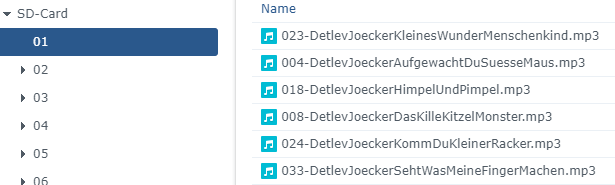 SD-Card
01
02
03
04
05
06
Name
023-DetlevJoeckerKleinesWunderMenschenkind.mp3
004-DetlevJoeckerAufgewachtDuSuesseMaus.mp3
018-DetlevJoeckerHimpelUndPimpel.mp3
008-DetlevJoeckerDasKilleKitzelMonster.mp3
024-DetlevJoeckerKommDuKleinerRacker.mp3
033-DetlevJoeckerSehtWasMeineFingerMachen.mp3